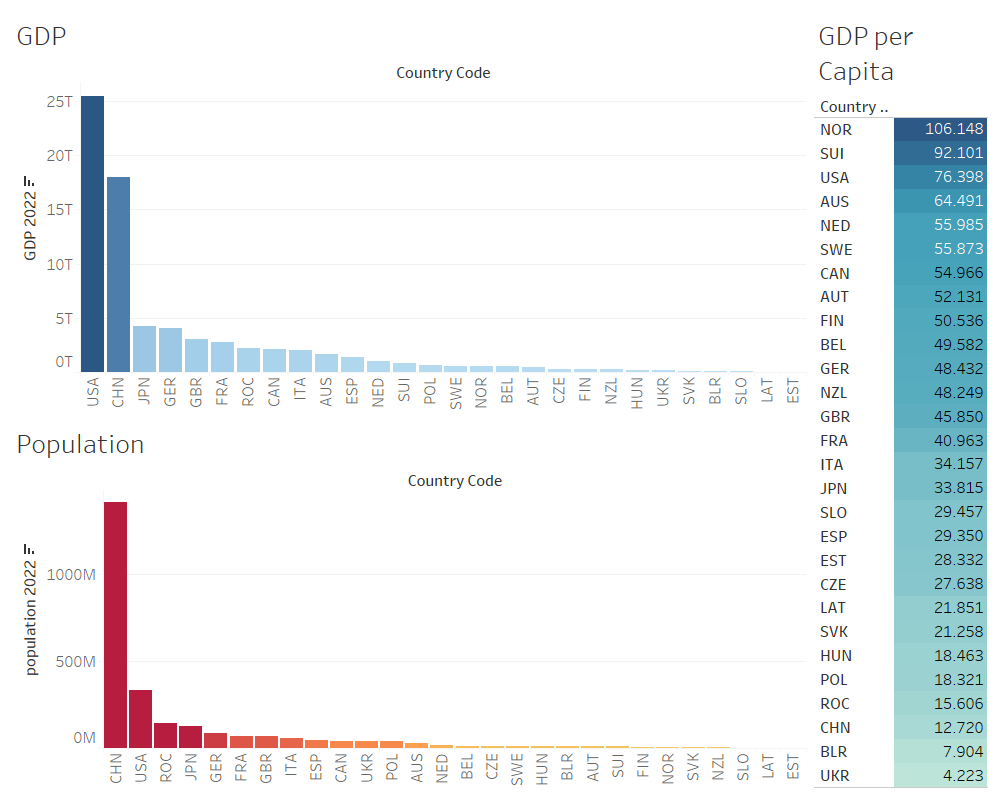 GDP
Country Code
25T
20T
15T
10T
5T
0T
GDP 2022
USA CHN JPN GER GBR FRA ROC CAN ITA AUS ESP NED SUI POL SWE NOR BEL AUT CZE FIN NZL HUN UKR SVK BLR SLO LAT EST
Population
Country Code
1000M
500M
0M
population 2022
CHN USA ROC JPN GER FRA GBR ITA ESP CAN UKR POL AUS NED BEL CZE SWE HUN BLR AUT SUI FIN NOR SVK NZL SLO LAT EST
GDP per
Capita
Country ..
NOR 106.148
SUI 92.101
USA 76.398
AUS 64.491
NED 55.985
SWE 55.873
CAN 54.966
AUT 52.131
FIN 50.536
BEL 49.582
GER 48.432
NZL 48.249
GBR 45.850
FRA 40.963
ITA 34.157
JPN 33.815
SLO 29.457
ESP 29.350
EST 28.332
CZE 27.638
LAT 21.851
SVK 21.258
HUN 18.463
POL 18.321
ROC 15.606
CHN 12.720
BLR 7.904
UKR 4.223